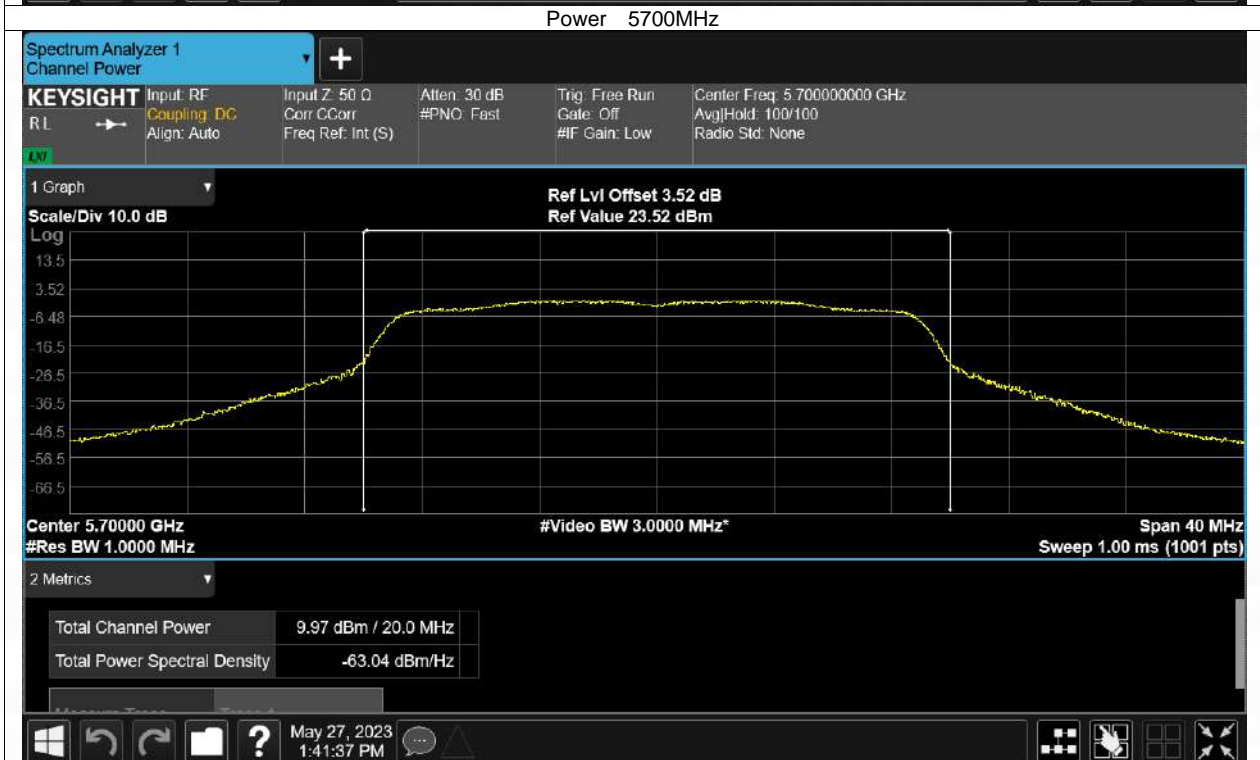 Power 5700MHz
Spectrum Analyzer 1
Channel Power
+
KEYSIGHT
RL
LXI
Input: RF
Coupling: DC
Align: Auto
Input Z: 50 Ω
Corr CCorr
Freq Ref: Int (S)
Atten: 30 dB
#PNO: Fast
Trig: Free Run
Gate: Off
#IF Gain: Low
Center Freq: 5.700000000 GHz
Avg|Hold: 100/100
Radio Std: None
1 Graph
Scale/Div 10.0 dB
Ref Lvl Offset 3.52 dB
Ref Value 23.52 dBm
Log
13.5
3.52
-6.48
-16.5
-26.5
-36.5
-46.5
-56.5
-66.5
Center 5.70000 GHz
#Video BW 3.0000 MHz*
Span 40 MHz
#Res BW 1.0000 MHz
Sweep 1.00 ms (1001 pts)
2 Metrics
Total Channel Power 9.97 dBm / 20.0 MHz
Total Power Spectral Density -63.04 dBm/Hz
?
May 27, 2023
1:41:37 PM